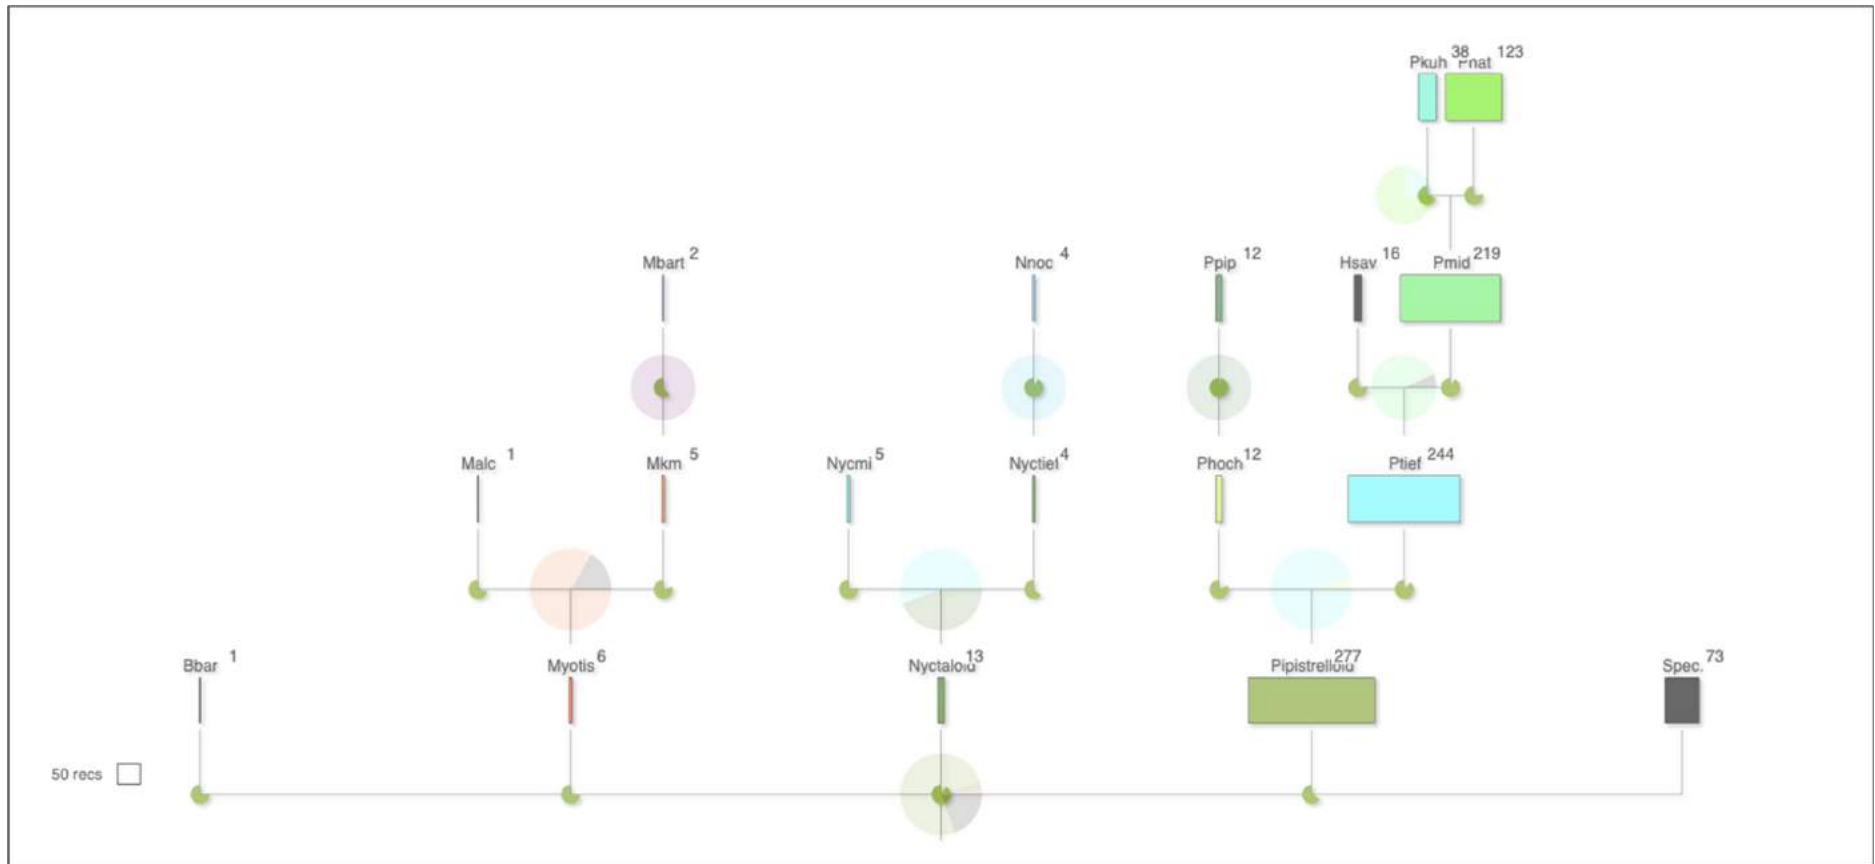 Pkuh 38 Pnat 123
Mbart 2 Nnoc 4 Ppip 12 Hsav 16 Pmid 219
Malc 1 Mkm 5 Nycmi 5 Nyctief 4 Phoch 12 Ptief 244
Bbar 1 Myotis 6 Nyctaloid 13 Pipistrelloid 277 Spec. 73
50 recs